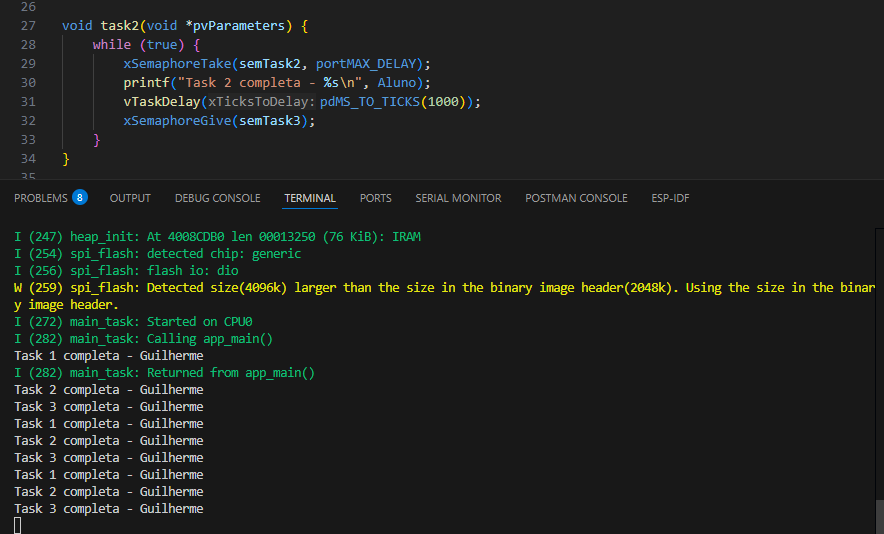 26
27 void task2(void *pvParameters) {
28 while (true) {
29 xSemaphoreTake(semTask2, portMAX_DELAY);
30 printf("Task 2 completa - %s\n", Aluno);
31 vTaskDelay(xTicksToDelay: pdMS_TO_TICKS(1000));
32 xSemaphoreGive(semTask3);
33 }
34 }
35
PROBLEMS 8 OUTPUT DEBUG CONSOLE TERMINAL PORTS SERIAL MONITOR POSTMAN CONSOLE ESP-IDF
I (247) heap_init: At 4008CDB0 len 00013250 (76 KiB): IRAM
I (254) spi_flash: detected chip: generic
I (256) spi_flash: flash io: dio
W (259) spi_flash: Detected size(4096k) larger than the size in the binary image header(2048k). Using the size in the binar
y image header.
I (272) main_task: Started on CPU0
I (282) main_task: Calling app_main()
Task 1 completa - Guilherme
I (282) main_task: Returned from app_main()
Task 2 completa - Guilherme
Task 3 completa - Guilherme
Task 1 completa - Guilherme
Task 2 completa - Guilherme
Task 3 completa - Guilherme
Task 1 completa - Guilherme
Task 2 completa - Guilherme
Task 3 completa - Guilherme